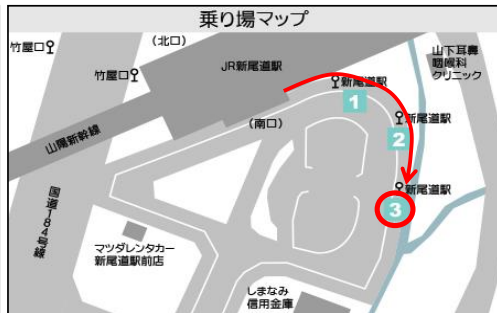 乗り場マップ
竹屋口
(北口)
竹屋口
JR新尾道駅
新尾道駅
山下耳鼻
咽喉科
クリニック
1
(南口)
新尾道駅
2
山陽新幹線
新尾道駅
3
国道184号線
マツダレンタカー
新尾道駅前店
しまなみ
信用金庫